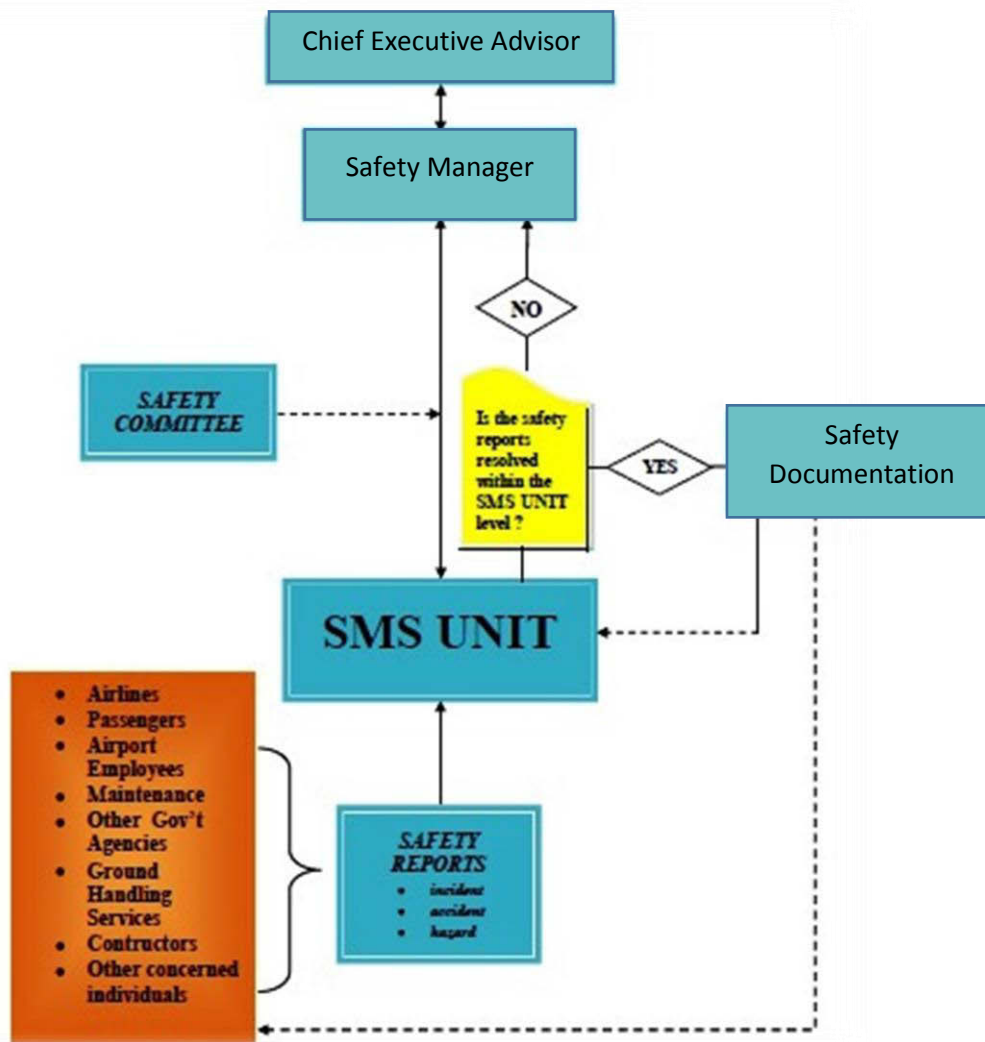 Chief Executive Advisor
Safety Manager
NO
SAFETY
COMMITTEE
Is the safety
reports
resolved
within the
SMS UNIT
level ?
YES
Safety
Documentation
SMS UNIT
• Airlines
• Passengers
• Airport
Employees
• Maintenance
• Other Gov't
Agencies
• Ground
Handling
Services
• Contructors
• Other concerned
individuals
SAFETY
REPORTS
• incident
• accident
• hazard